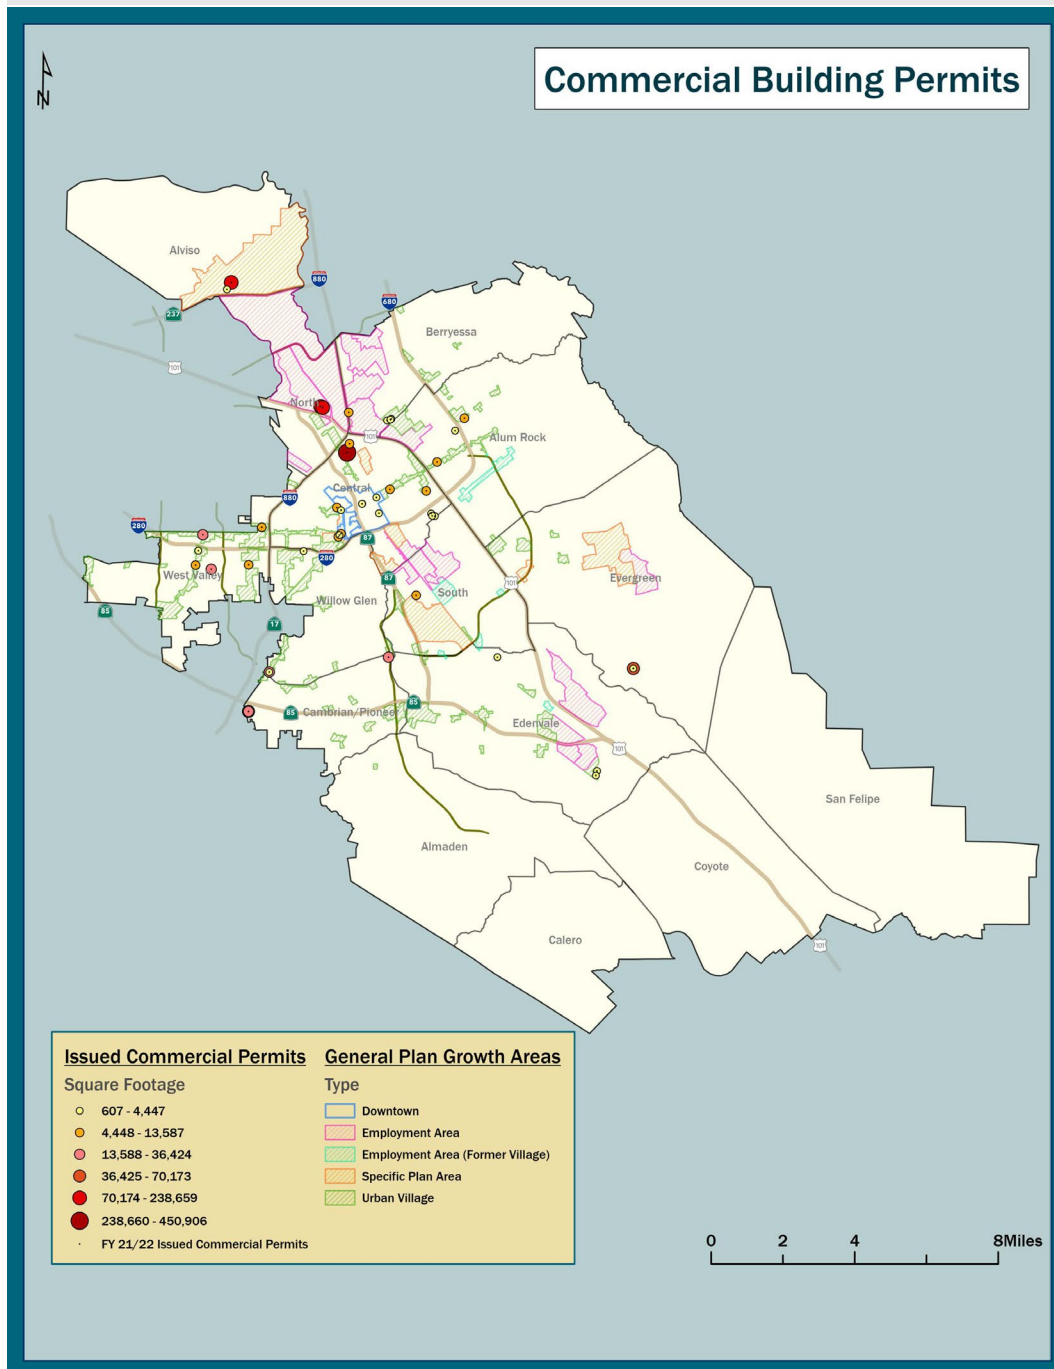 N
Commercial Building Permits
Alviso
880
680
237
Berryessa
101
North
101
Alum Rock
Central
880
280
87
280
West Valley
87
Evergreen
101
South
Willow Glen
85
17
85
85
Cambrian/Pioneer
Edenvale
101
San Felipe
Almaden
Coyote
Calero
101
Issued Commercial Permits
Square Footage
607 - 4,447
4,448 - 13,587
13,588 - 36,424
36,425 - 70,173
70,174 - 238,659
238,660 - 450,906
FY 21/22 Issued Commercial Permits
General Plan Growth Areas
Type
Downtown
Employment Area
Employment Area (Former Village)
Specific Plan Area
Urban Village
0 2 4 8Miles